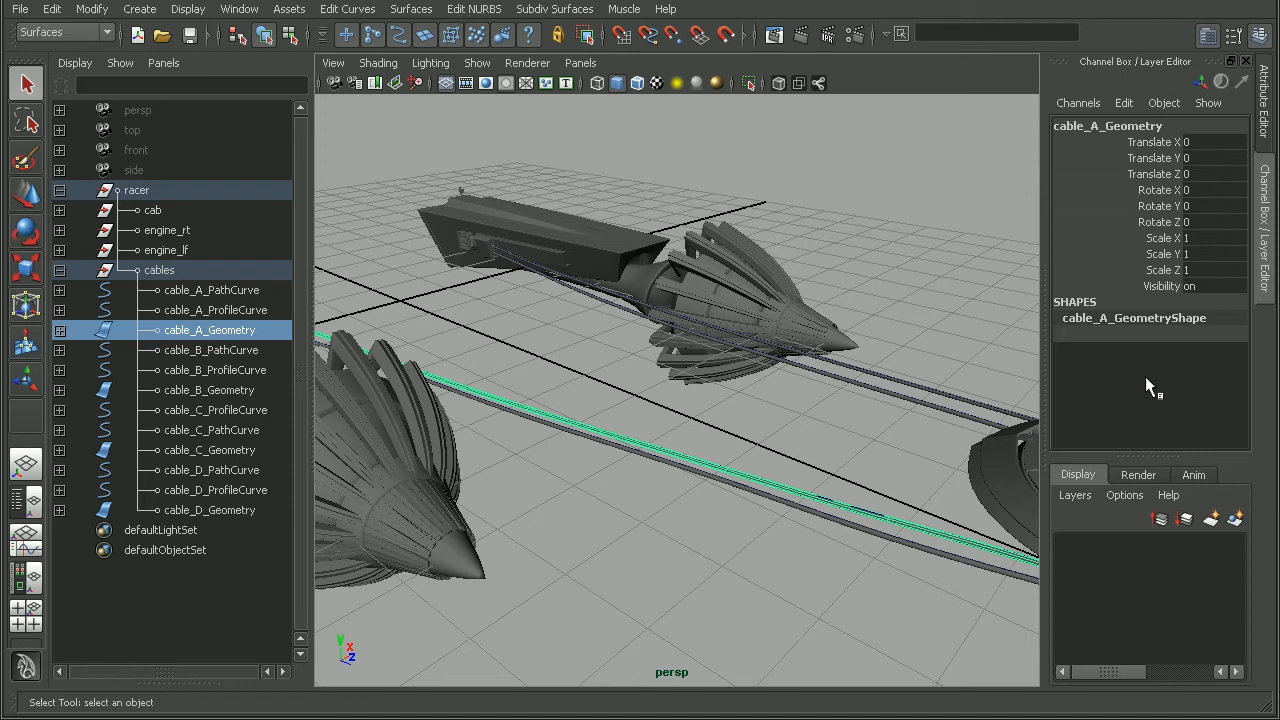 File Edit Modify Create Display Window Assets Edit Curves Surfaces Edit NURBS Subdiv Surfaces Muscle Help
Surfaces
Display Show Panels
View Shading Lighting Show Renderer Panels
Channel Box / Layer Editor
Channels Edit Object Show
persp
top
front
side
racer
cab
engine_rt
engine_lf
cables
cable_A_PathCurve
cable_A_ProfileCurve
cable_A_Geometry
cable_B_PathCurve
cable_B_ProfileCurve
cable_B_Geometry
cable_C_ProfileCurve
cable_C_PathCurve
cable_C_Geometry
cable_D_PathCurve
cable_D_ProfileCurve
cable_D_Geometry
defaultLightSet
defaultObjectSet
y
x
z
persp
cable_A_Geometry
Translate X 0
Translate Y 0
Translate Z 0
Rotate X 0
Rotate Y 0
Rotate Z 0
Scale X 1
Scale Y 1
Scale Z 1
Visibility on
SHAPES
cable_A_GeometryShape
Display Render Anim
Layers Options Help
Attribute Editor
Channel Box / Layer Editor
Select Tool: select an object